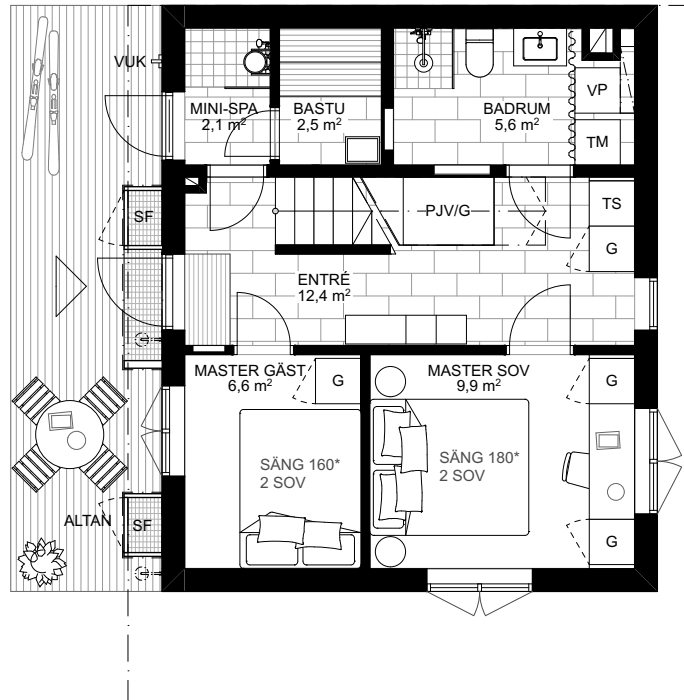 VUK
MINI-SPA
2,1 m²
BASTU
2,5 m²
BADRUM
5,6 m²
VP
TM
SF
PJV/G
TS
G
ENTRÉ
12,4 m²
MASTER GÄST
6,6 m²
G
MASTER SOV
9,9 m²
G
SÄNG 160*
2 SOV
SÄNG 180*
2 SOV
ALTAN
SF
G